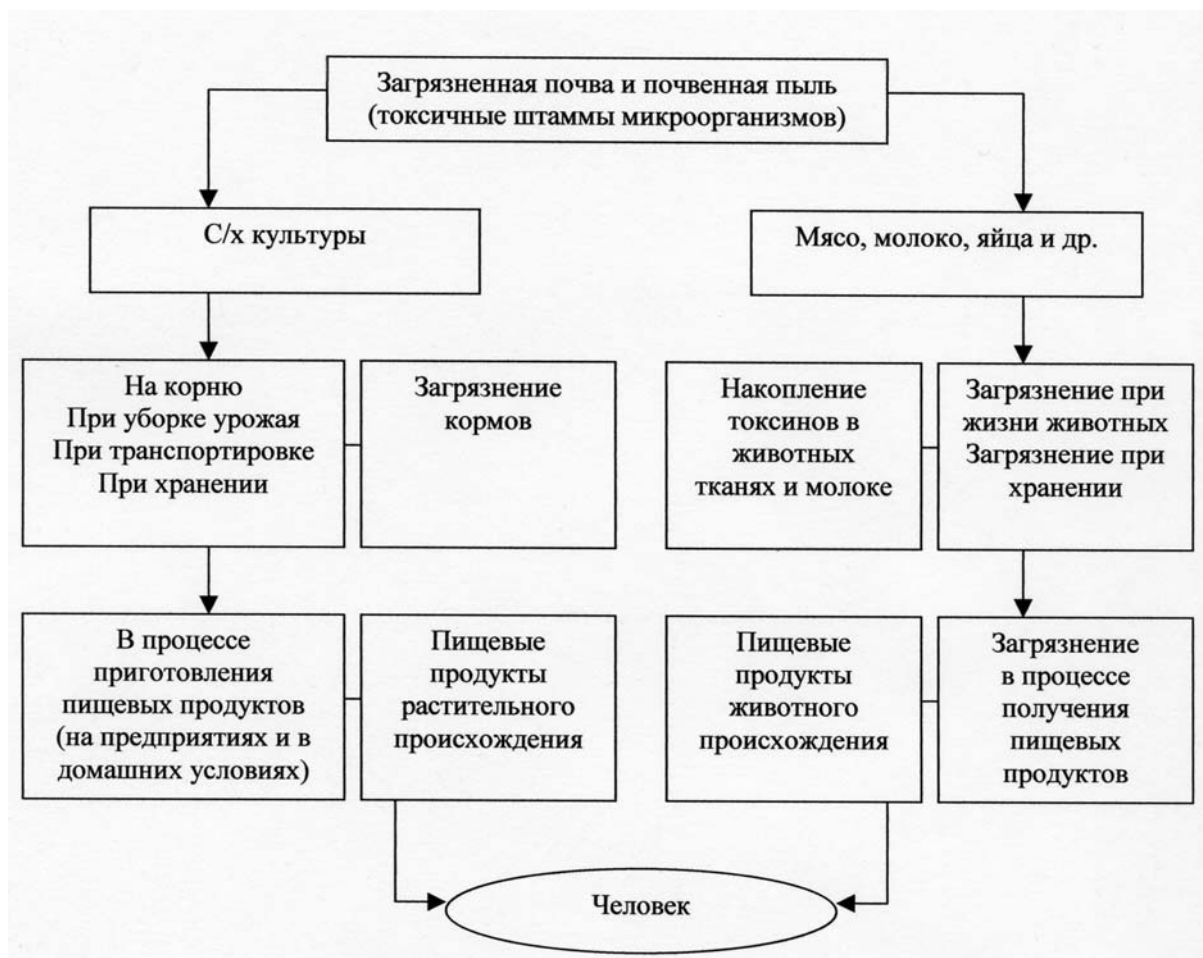 Загрязненная почва и почвенная пыль
(токсичные штаммы микроорганизмов)
С/х культуры
Мясо, молоко, яйца и др.
На корню
При уборке урожая
При транспортировке
При хранении
Загрязнение
кормов
Накопление
токсинов в
животных
тканях и молоке
Загрязнение при
жизни животных
Загрязнение при
хранении
В процессе
приготовления
пищевых продуктов
(на предприятиях и в
домашних условиях)
Пищевые
продукты
растительного
происхождения
Пищевые
продукты
животного
происхождения
Загрязнение
в процессе
получения
пищевых
продуктов
Человек